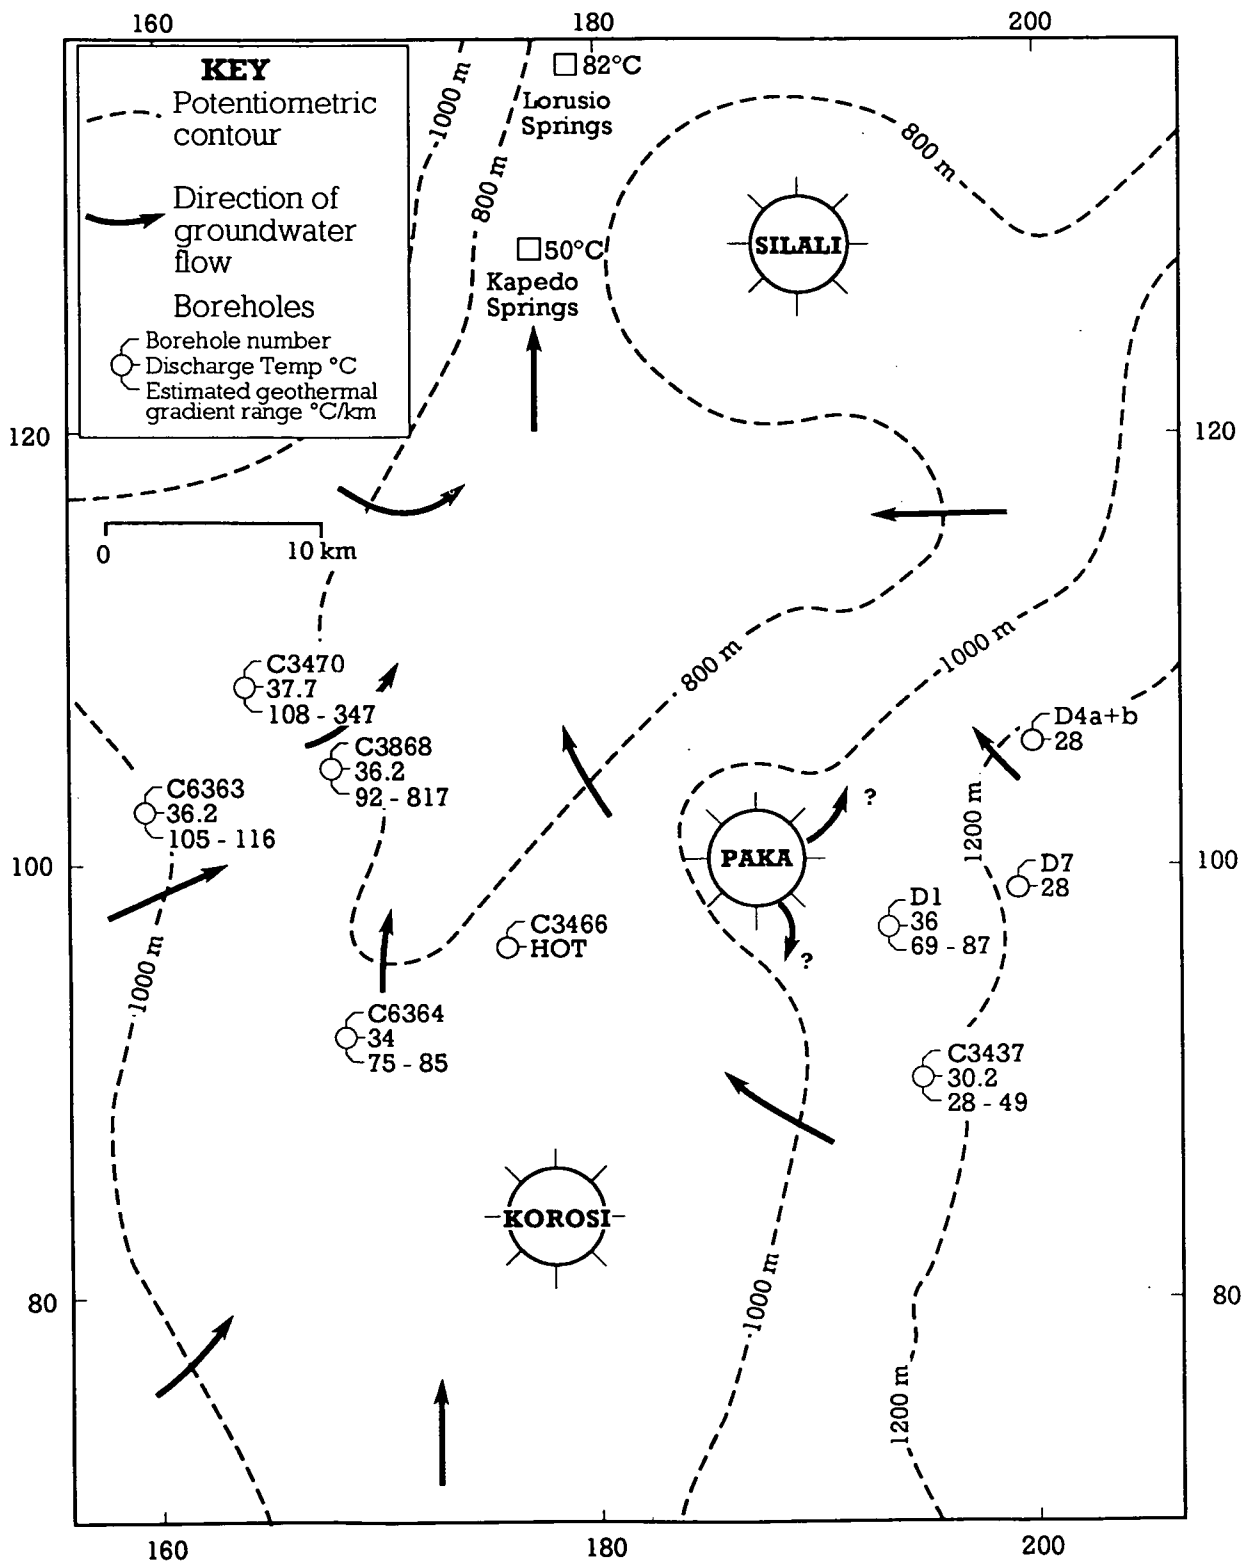 160
180
200
KEY
Potentiometric
contour
Direction of
groundwater
flow
Boreholes
Borehole number
Discharge Temp °C
Estimated geothermal
gradient range °C/km
1000 m
800 m
82°C
Lorusio
Springs
800 m
SILALI
50°C
Kapedo
Springs
120
120
0
10 km
1000 m
800 m
C3470
37.7
108 - 347
D4a+b
28
C3868
36.2
92 - 817
C6363
36.2
105 - 116
?
1200 m
PAKA
100
100
D7
28
D1
36
69 - 87
C3466
HOT
?
1000 m
C6364
34
75 - 85
C3437
30.2
28 - 49
KOROSI
80
80
1000 m
1200 m
160
180
200